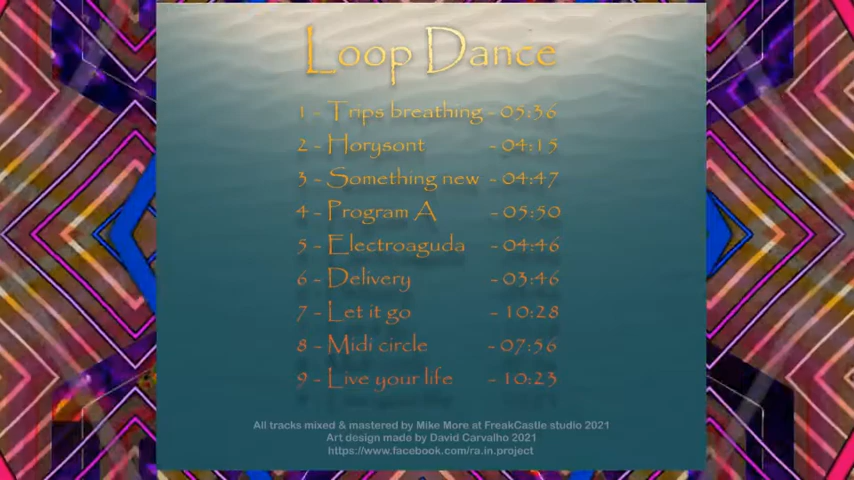 Loop Dance
1 - Trips breathing - 05:36
2 - Horysont - 04:15
3 - Something new - 04:47
4 - Program A - 05:50
5 - Electroaguda - 04:46
6 - Delivery - 03:46
7 - Let it go - 10:28
8 - Midi circle - 07:56
9 - Live your life - 10:23
All tracks mixed & mastered by Mike More at FreakCastle studio 2021
Art design made by David Carvalho 2021
https://www.facebook.com/ra.in.project